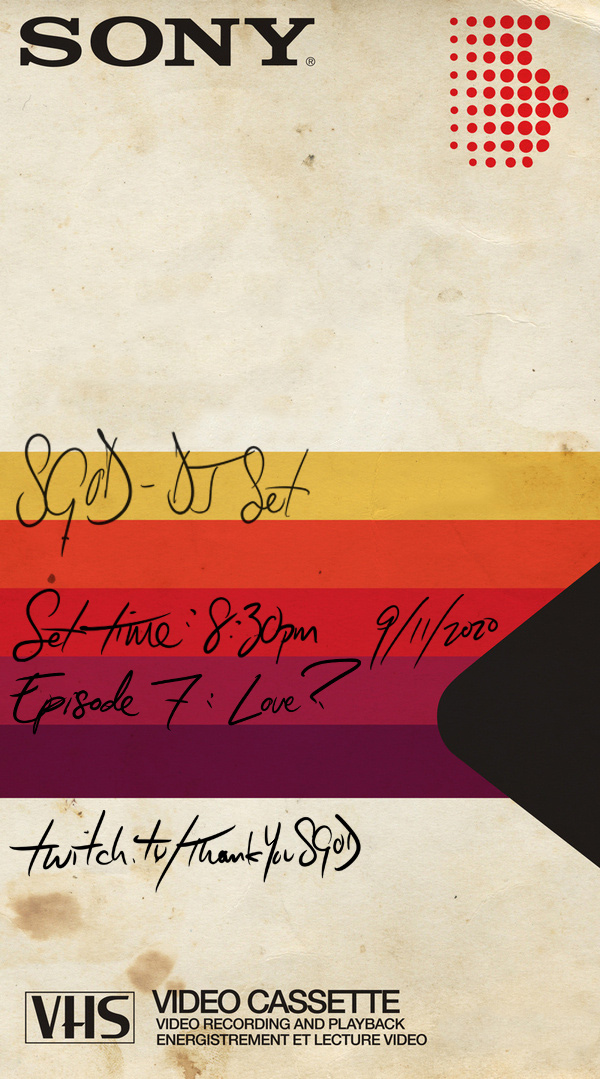 SONY®
SGOD - DJ Set
Set time: 8:30pm 9/11/2020
Episode 7: Love?
twitch.tv/ThankYouSGOD
VHS VIDEO CASSETTE
VIDEO RECORDING AND PLAYBACK
ENERGISTREMENT ET LECTURE VIDEO